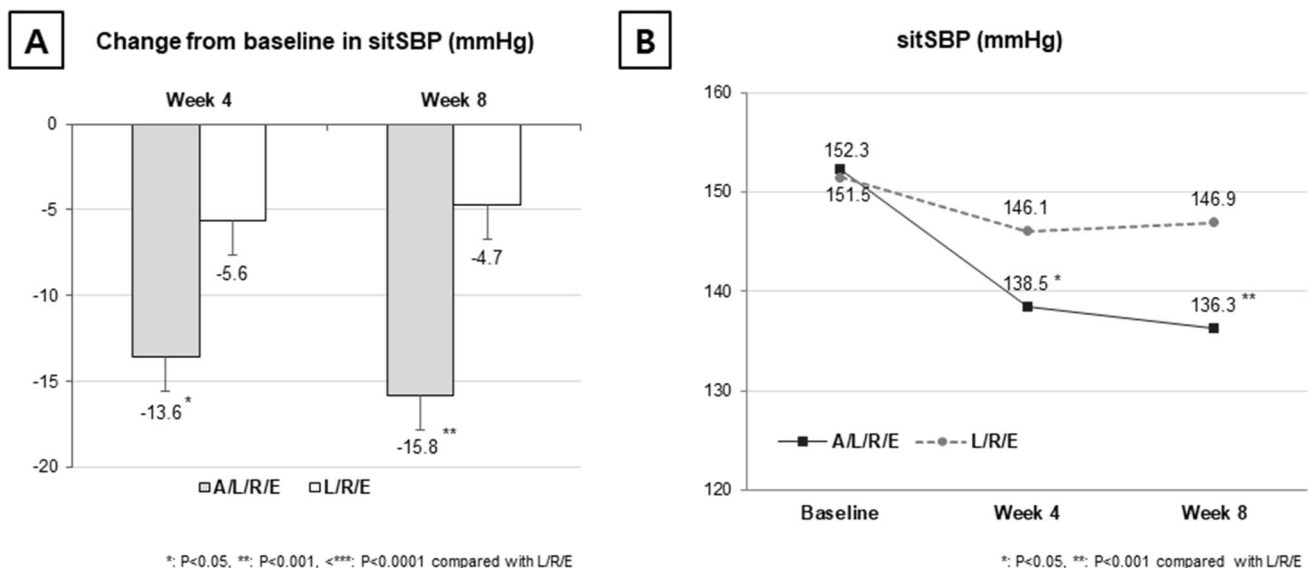 A
Change from baseline in sitSBP (mmHg)
Week 4
Week 8
0
-5
-10
-15
-20
-13.6 *
-5.6
-15.8 **
-4.7
A/L/R/E
L/R/E
*: P<0.05, **: P<0.001, <***: P<0.0001 compared with L/R/E
B
sitSBP (mmHg)
160
150
140
130
120
152.3
151.5
146.1
146.9
138.5 *
136.3 **
A/L/R/E
L/R/E
Baseline
Week 4
Week 8
*: P<0.05, **: P<0.001 compared with L/R/E